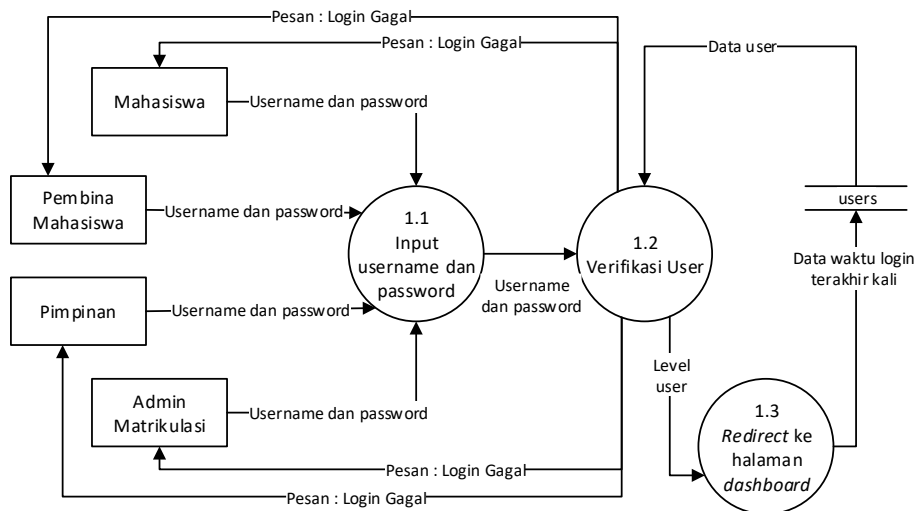 Pesan : Login Gagal
Pesan : Login Gagal
Data user
Mahasiswa
Username dan password
Pembina
Mahasiswa
Username dan password
1.1
Input
username dan
password
1.2
Verifikasi User
users
Username
dan password
Data waktu login
terakhir kali
Pimpinan
Username dan password
Level
user
Admin
Matrikulasi
Username dan password
1.3
Redirect ke
halaman
dashboard
Pesan : Login Gagal
Pesan : Login Gagal